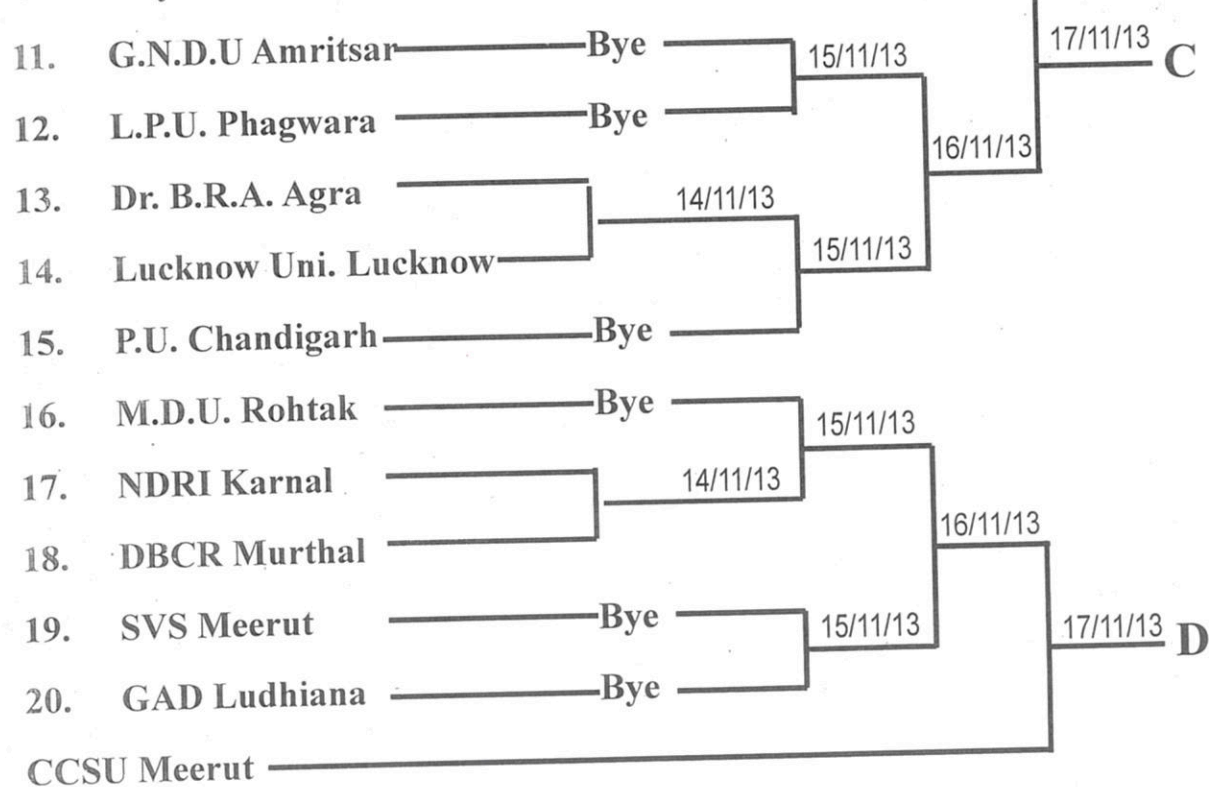 11. G.N.D.U Amritsar Bye
15/11/13
17/11/13 C
12. L.P.U. Phagwara Bye
16/11/13
13. Dr. B.R.A. Agra
14/11/13
14. Lucknow Uni. Lucknow
15/11/13
15. P.U. Chandigarh Bye
16. M.D.U. Rohtak Bye
15/11/13
17. NDRI Karnal
14/11/13
18. DBCR Murthal
16/11/13
19. SVS Meerut Bye
15/11/13
17/11/13 D
20. GAD Ludhiana Bye
CCSU Meerut